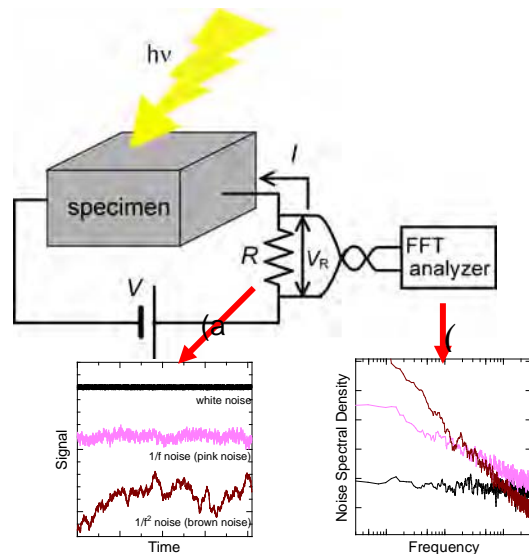 hν
I
specimen
R
V_R
FFT
analyzer
V
(a
(
Signal
white noise
1/f noise (pink noise)
1/f² noise (brown noise)
Time
Noise Spectral Density
Frequency